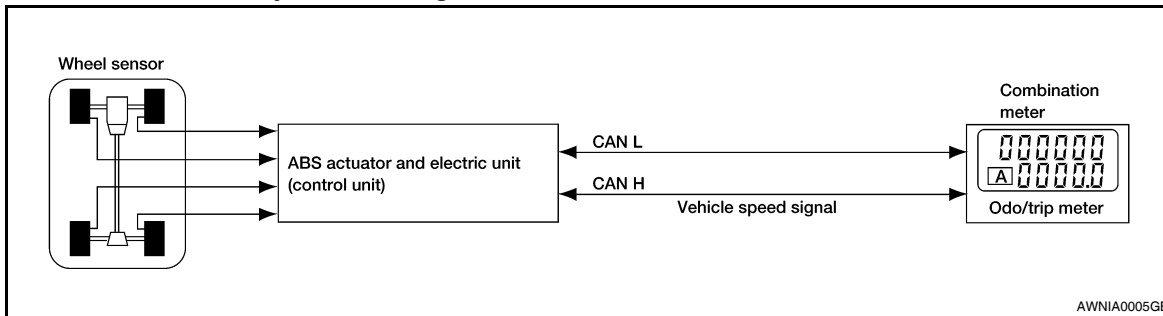 Wheel sensor
ABS actuator and electric unit
(control unit)
CAN L
CAN H
Vehicle speed signal
Combination
meter
000000
A 0000.0
Odo/trip meter